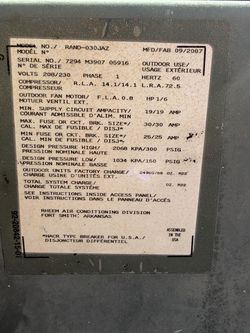 MODEL NO./ RAND-030JAZ MFD/FAB 09/2007
MODÈL N°
SERIAL NO./ 7294 M3907 05916 OUTDOOR USE/
N° DE SÉRIE USAGE EXTÉRIEUR
VOLTS 208/230 PHASE 1 HERTZ 60
COMPRESSOR/ R.L.A. 14.1/14.1 L.R.A. 72.5
COMPRESSEUR
OUTDOOR FAN MOTOR/ F.L.A. 0.8 HP 1/6
MOTUER VENTIL EXT
MIN. SUPPLY CIRCUIT AMPACITY/ 19/19 AMP
COURANT ADMISSIBLE D'ALIM. MIN
MAX. FUSE OR CKT. BRK. SIZE*/ 30/30 AMP
CAL. MAX DE FUSIBLE / DISJ*
MIN FUSE OR CKT. BRK. SIZE*/ 25/25 AMP
CAL. MIN DE FUSIBLE / DISJ*
DESIGN PRESSURE HIGH/ 2068 KPA/300 PSIG
PRESSION NOMINALE HAUTE
DESIGN PRESSURE LOW/ 1034 KPA/150 PSIG
PRESSION NOMINALE BASSE
OUTDOOR UNITS FACTORY CHARGE/ OZ. R22
CHARGE USINE D'UNITÉS EXT.
TOTAL SYSTEM CHARGE/ OZ. R22
CHARGE TOTALE SYSTÈME
SEE INSTRUCTIONS INSIDE ACCESS PANEL/
VOIR INSTRUCTIONS DANS LE PANNEAU D'ACCÈS
RHEEM AIR CONDITIONING DIVISION
FORT SMITH, ARKANSAS
ASSEMBLED
IN THE
USA
*HACR TYPE BREAKER FOR U.S.A./
DISJONCTEUR DIFFÉRENTIEL